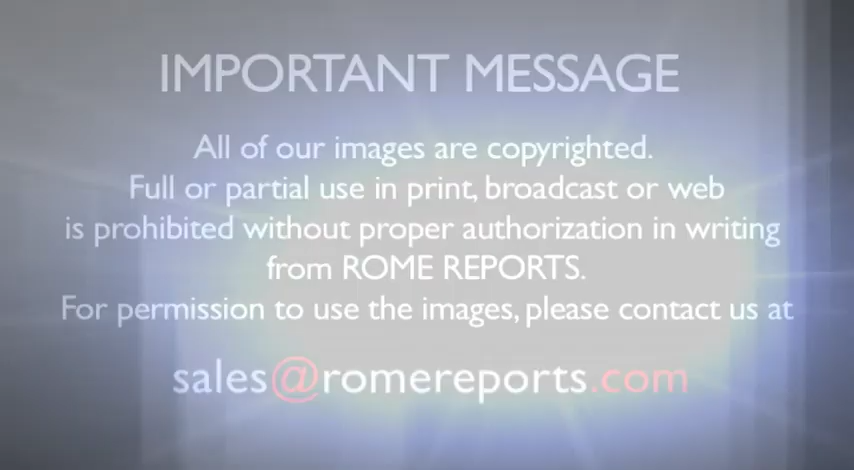 IMPORTANT MESSAGE
All of our images are copyrighted.
Full or partial use in print, broadcast or web
is prohibited without proper authorization in writing
from ROME REPORTS.
For permission to use the images, please contact us at
sales@romereports.com